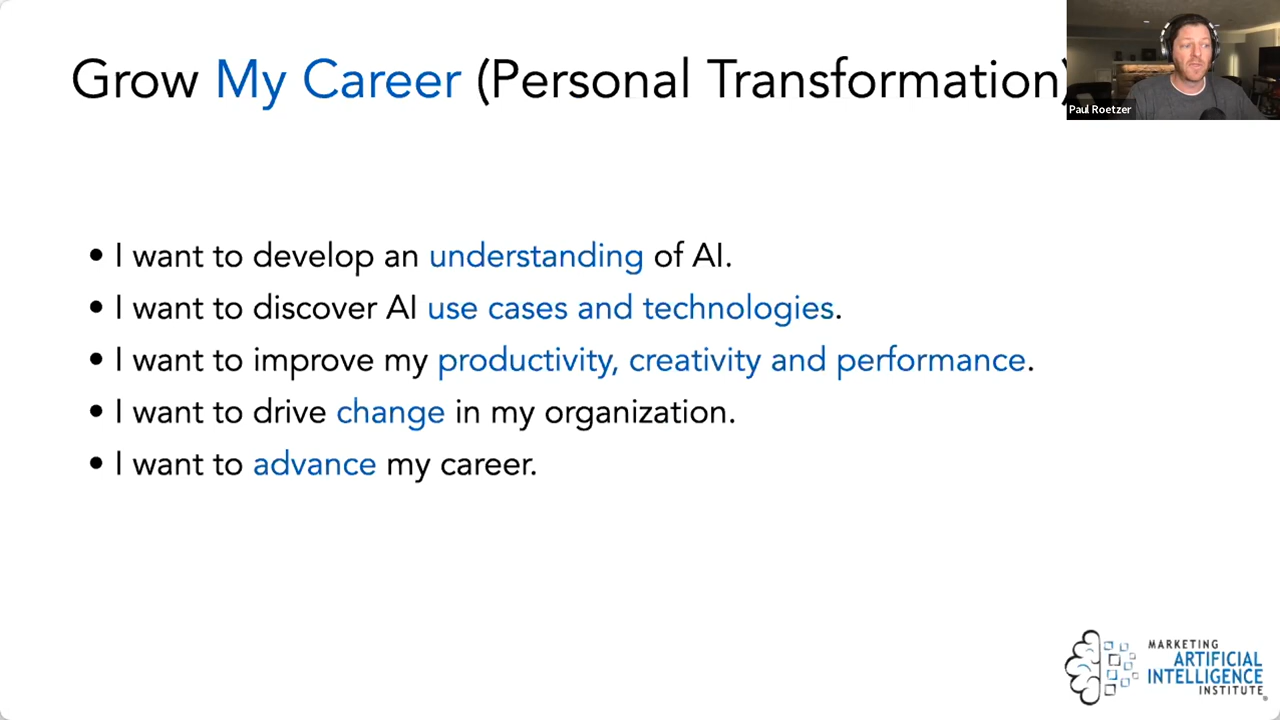 Grow My Career (Personal Transformation)
Paul Roetzer
• I want to develop an understanding of AI.
• I want to discover AI use cases and technologies.
• I want to improve my productivity, creativity and performance.
• I want to drive change in my organization.
• I want to advance my career.
MARKETING
ARTIFICIAL
INTELLIGENCE
INSTITUTE®